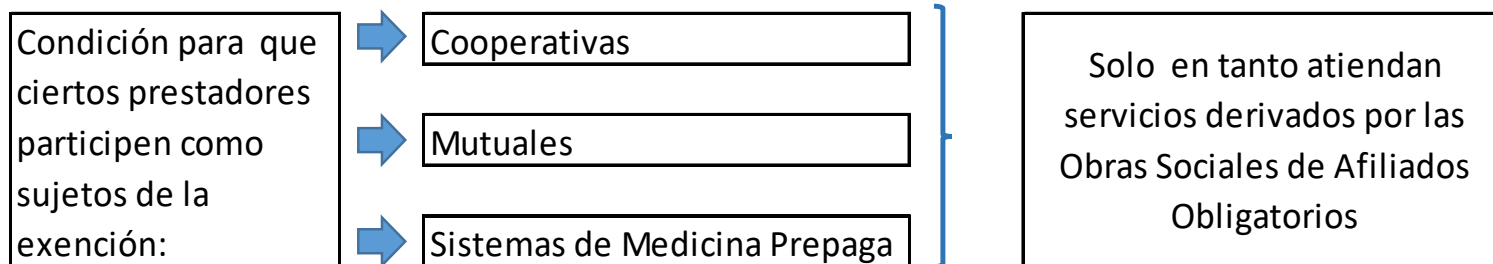 Condición para que
ciertos prestadores
participen como
sujetos de la
exención:
Cooperativas
Mutuales
Sistemas de Medicina Prepaga
Solo en tanto atiendan
servicios derivados por las
Obras Sociales de Afiliados
Obligatorios